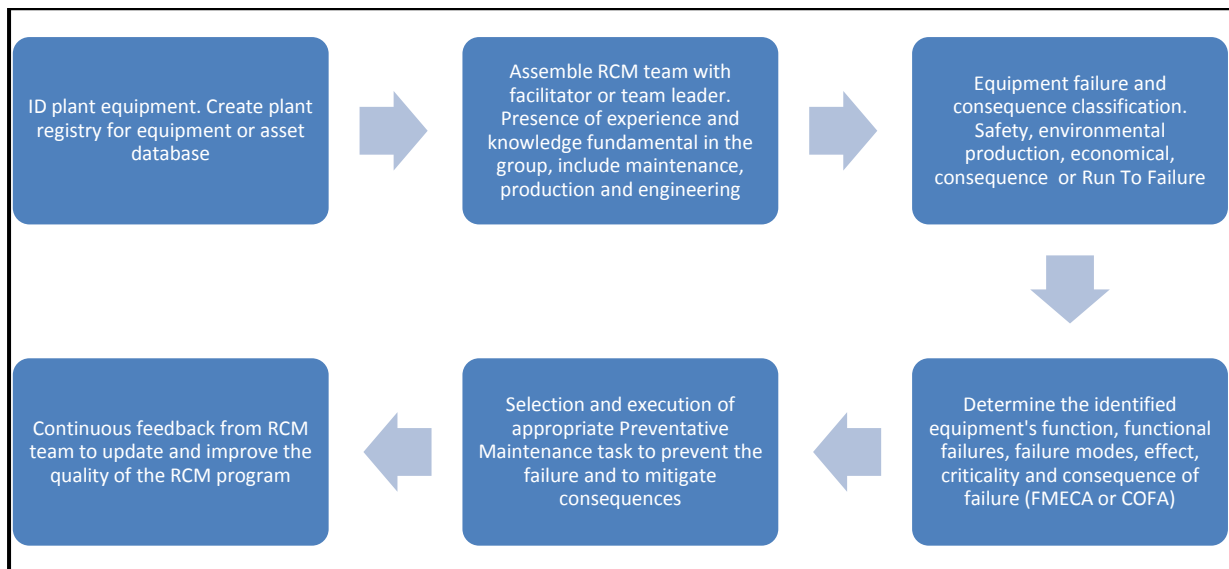 ID plant equipment. Create plant
registry for equipment or asset
database
Assemble RCM team with
facilitator or team leader.
Presence of experience and
knowledge fundamental in the
group, include maintenance,
production and engineering
Equipment failure and
consequence classification.
Safety, environmental
production, economical,
consequence  or Run To Failure
Determine the identified
equipment's function, functional
failures, failure modes, effect,
criticality and consequence of
failure (FMECA or COFA)
Selection and execution of
appropriate Preventative
Maintenance task to prevent the
failure and to mitigate
consequences
Continuous feedback from RCM
team to update and improve the
quality of the RCM program